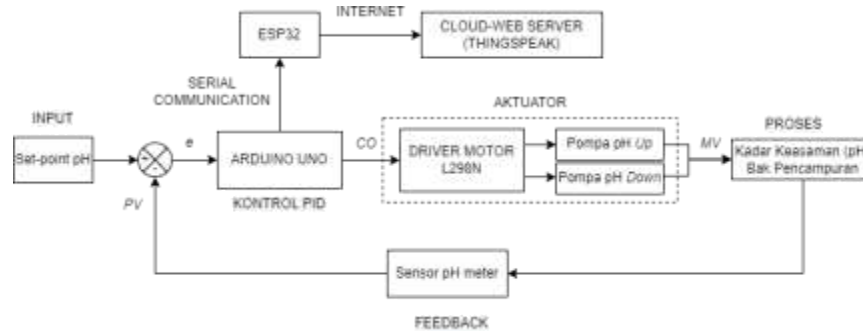 INTERNET
ESP32
CLOUD-WEB SERVER
(THINGSPEAK)
SERIAL
COMMUNICATION
AKTUATOR
INPUT
PROSES
Set-point pH
e
ARDUINO UNO
CO
DRIVER MOTOR
L298N
Pompa pH Up
Pompa pH Down
MV
Kadar Keasaman (pH
Bak Pencampuran
PV
KONTROL PID
Sensor pH meter
FEEDBACK